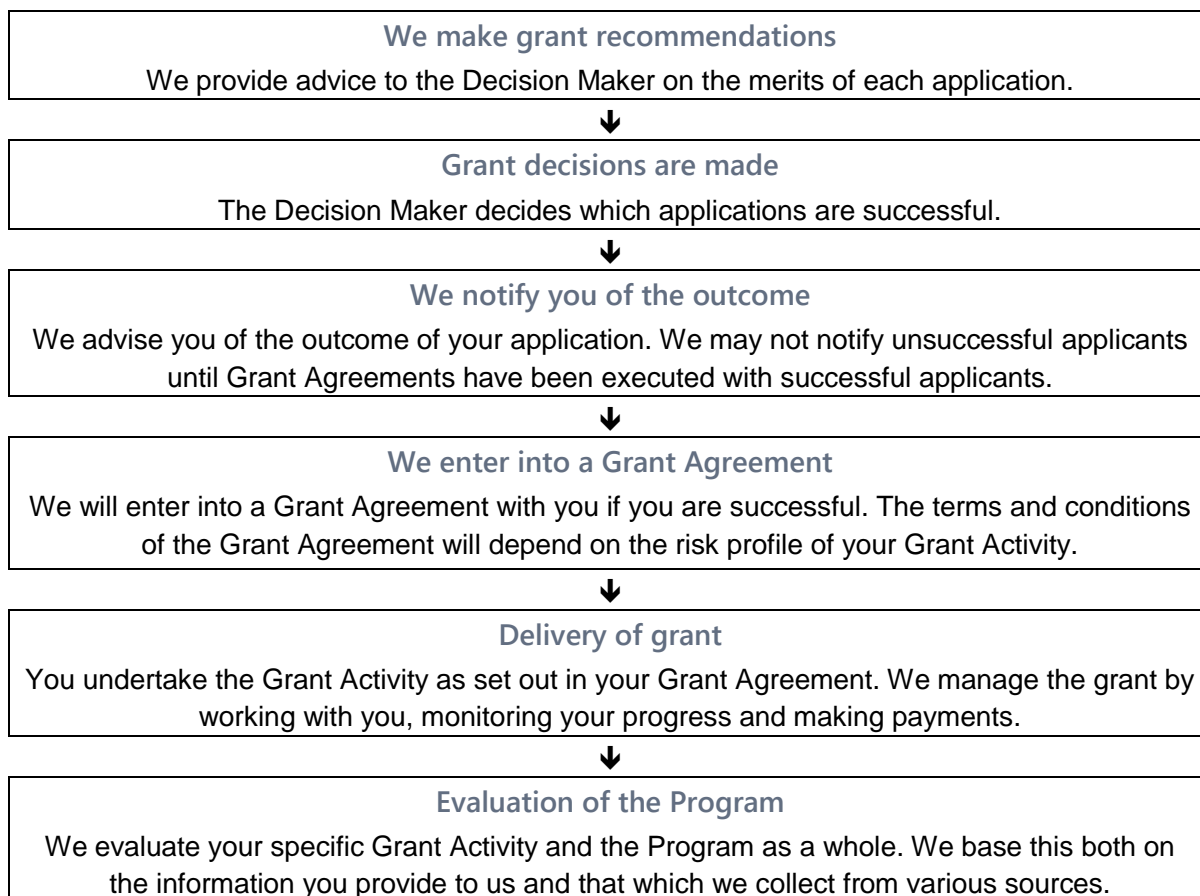 We make grant recommendations
We provide advice to the Decision Maker on the merits of each application.
Grant decisions are made
The Decision Maker decides which applications are successful.
We notify you of the outcome
We advise you of the outcome of your application. We may not notify unsuccessful applicants
until Grant Agreements have been executed with successful applicants.
We enter into a Grant Agreement
We will enter into a Grant Agreement with you if you are successful. The terms and conditions
of the Grant Agreement will depend on the risk profile of your Grant Activity.
Delivery of grant
You undertake the Grant Activity as set out in your Grant Agreement. We manage the grant by
working with you, monitoring your progress and making payments.
Evaluation of the Program
We evaluate your specific Grant Activity and the Program as a whole. We base this both on
the information you provide to us and that which we collect from various sources.